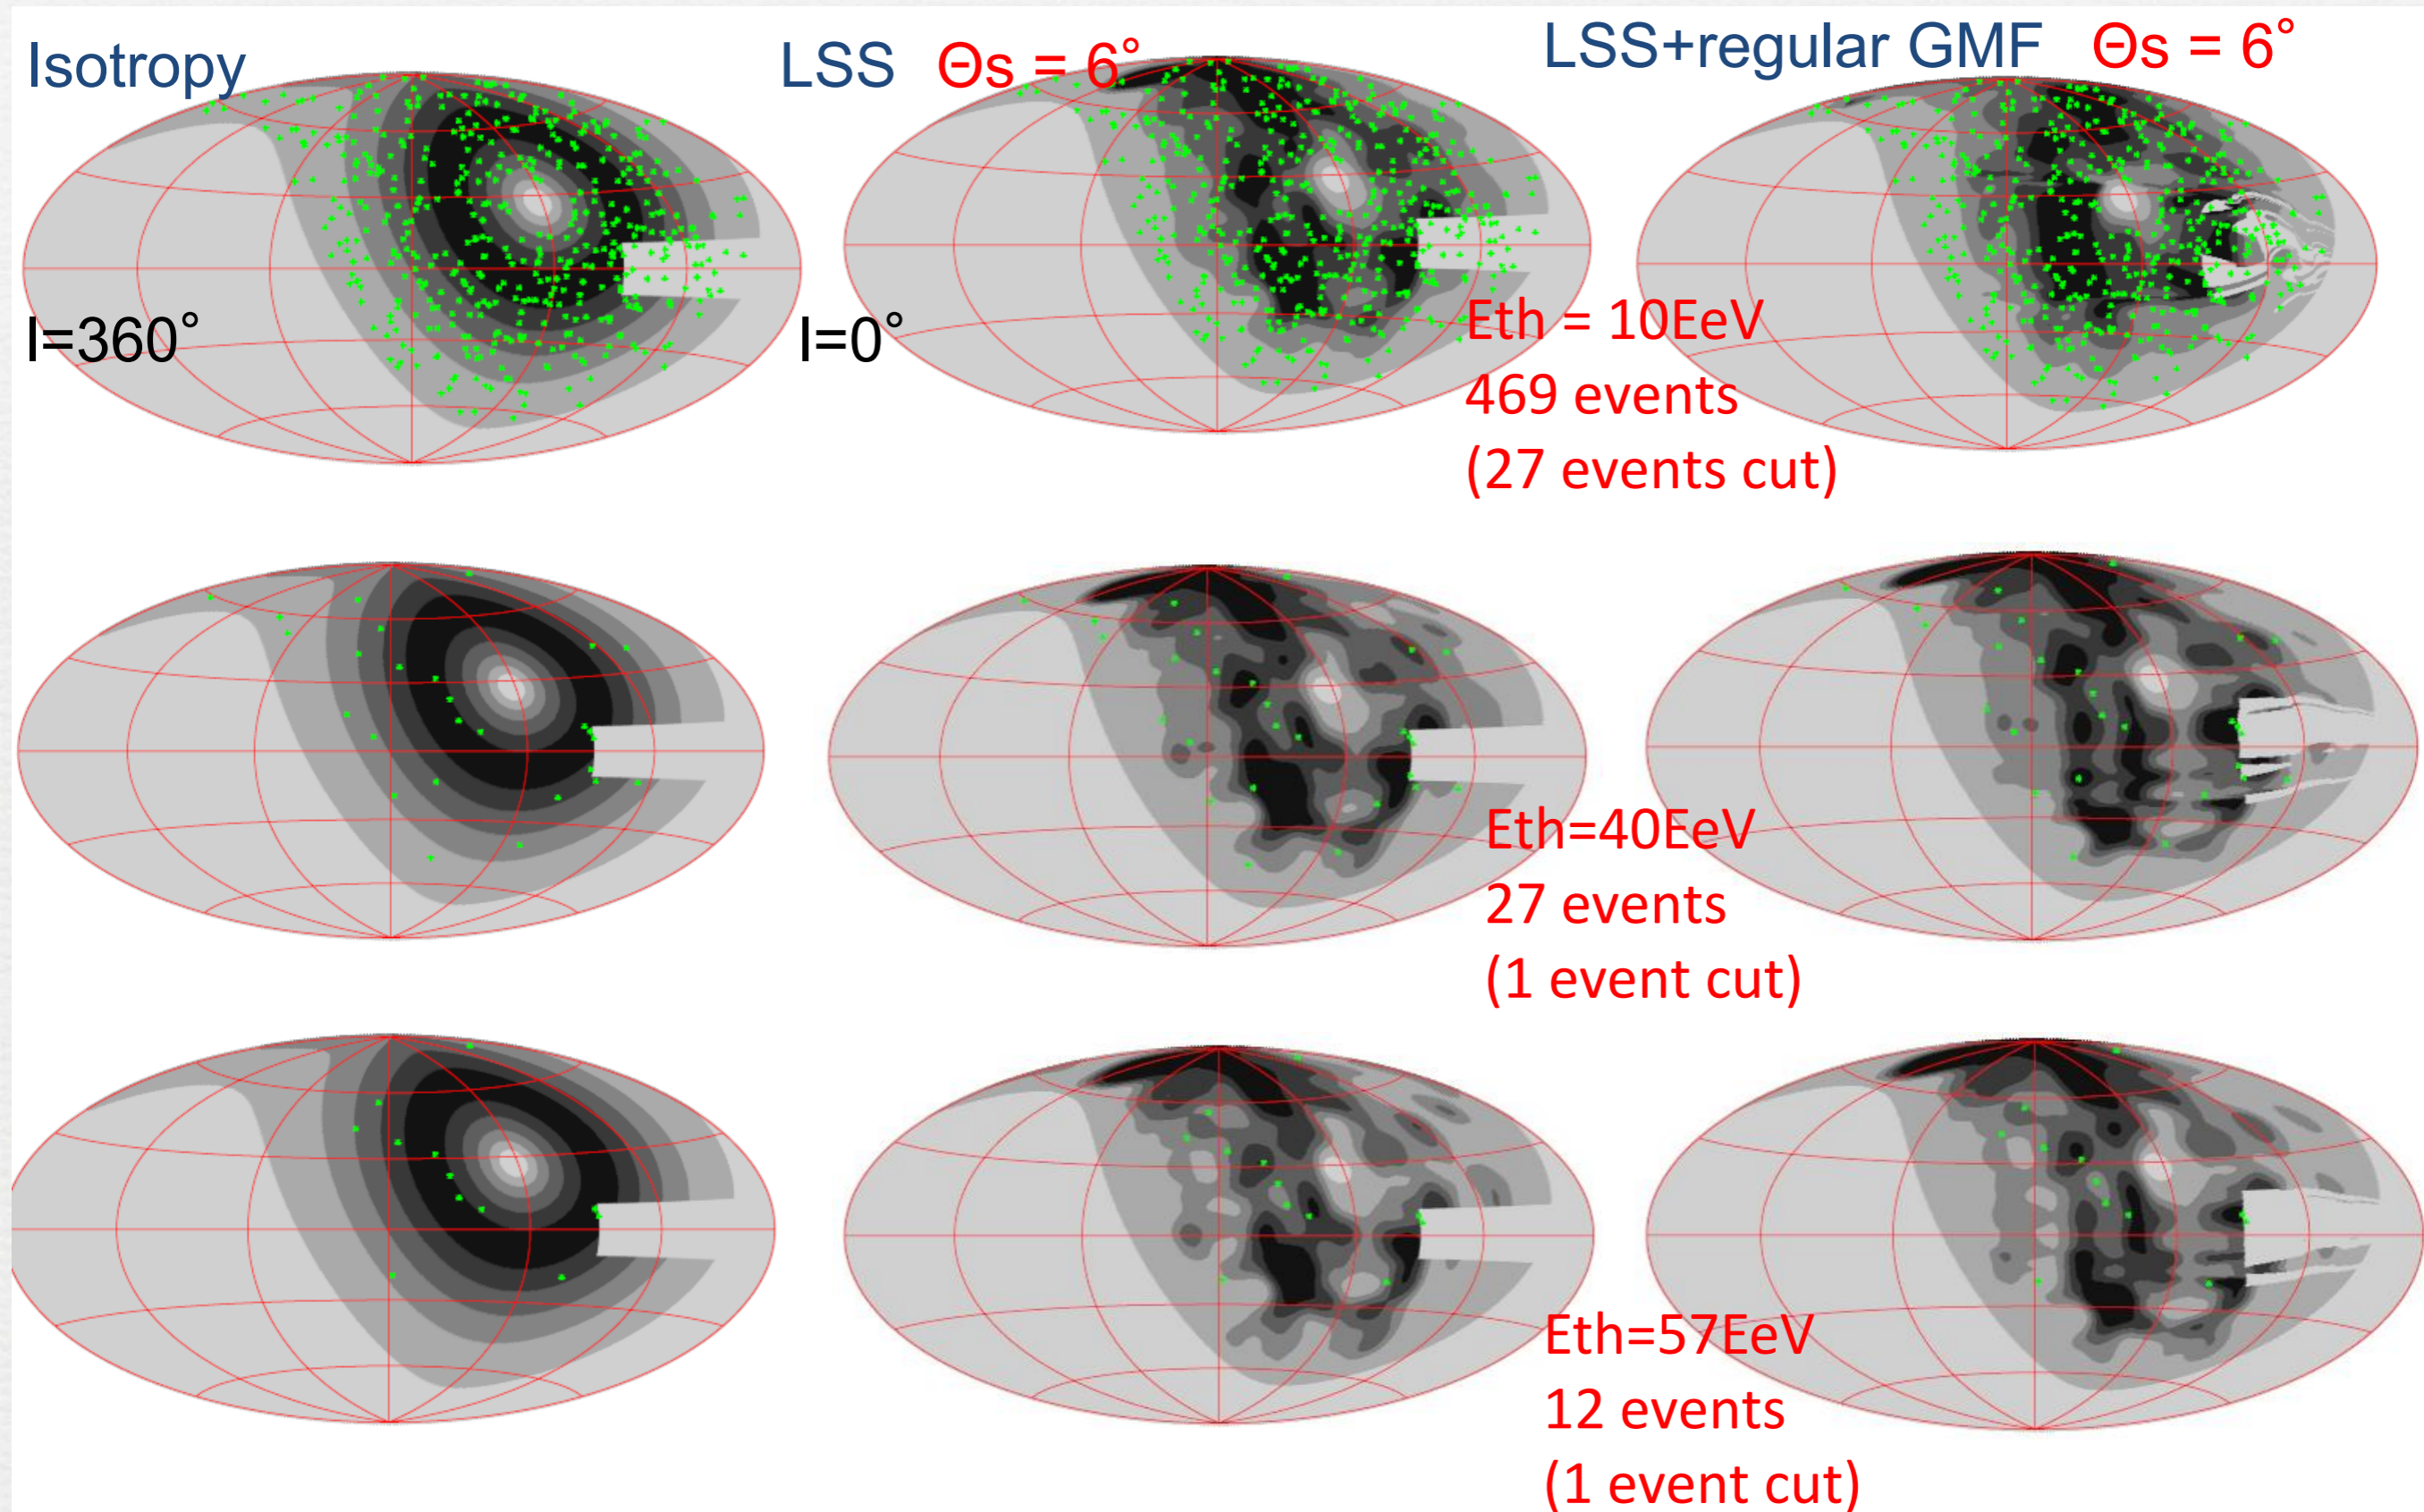 Isotropy
LSS Θs = 6°
LSS+regular GMF Θs = 6°
l=360°
l=0°
Eth = 10EeV
469 events
(27 events cut)
Eth=40EeV
27 events
(1 event cut)
Eth=57EeV
12 events
(1 event cut)